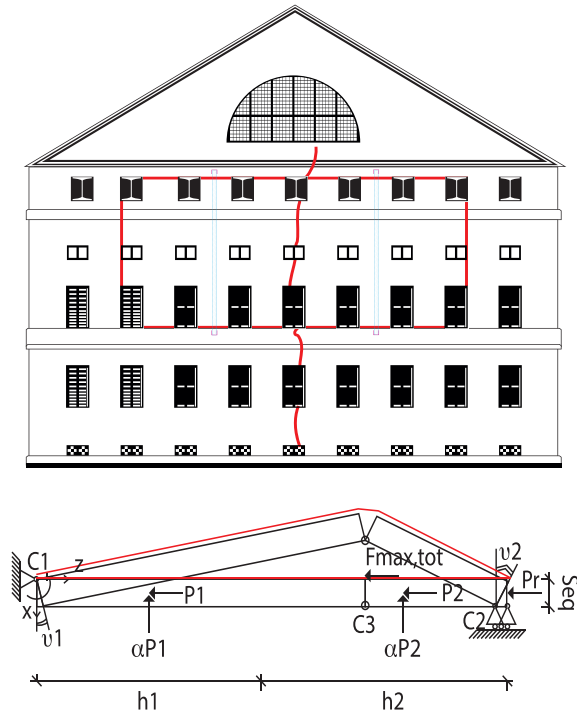 C1
z
Fmax,tot
υ2
P1
P2
Pr
Seq
x
C3
C2
υ1
αP1
αP2
h1
h2